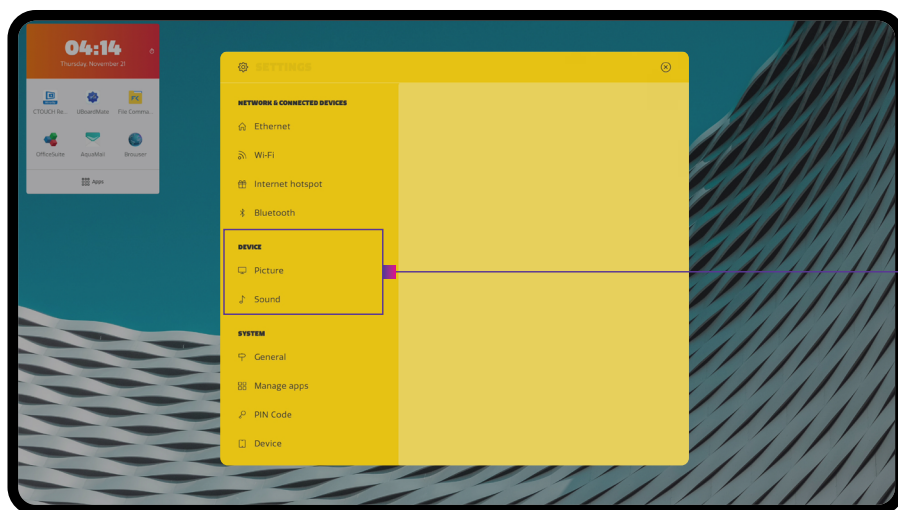 04:14
Thursday, November 21
CTOUCH Re... UBoardMate File Comma...
OfficeSuite AquaMail Browser
Apps
SETTINGS
NETWORK & CONNECTED DEVICES
Ethernet
Wi-Fi
Internet hotspot
Bluetooth
DEVICE
Picture
Sound
SYSTEM
General
Manage apps
PIN Code
Device